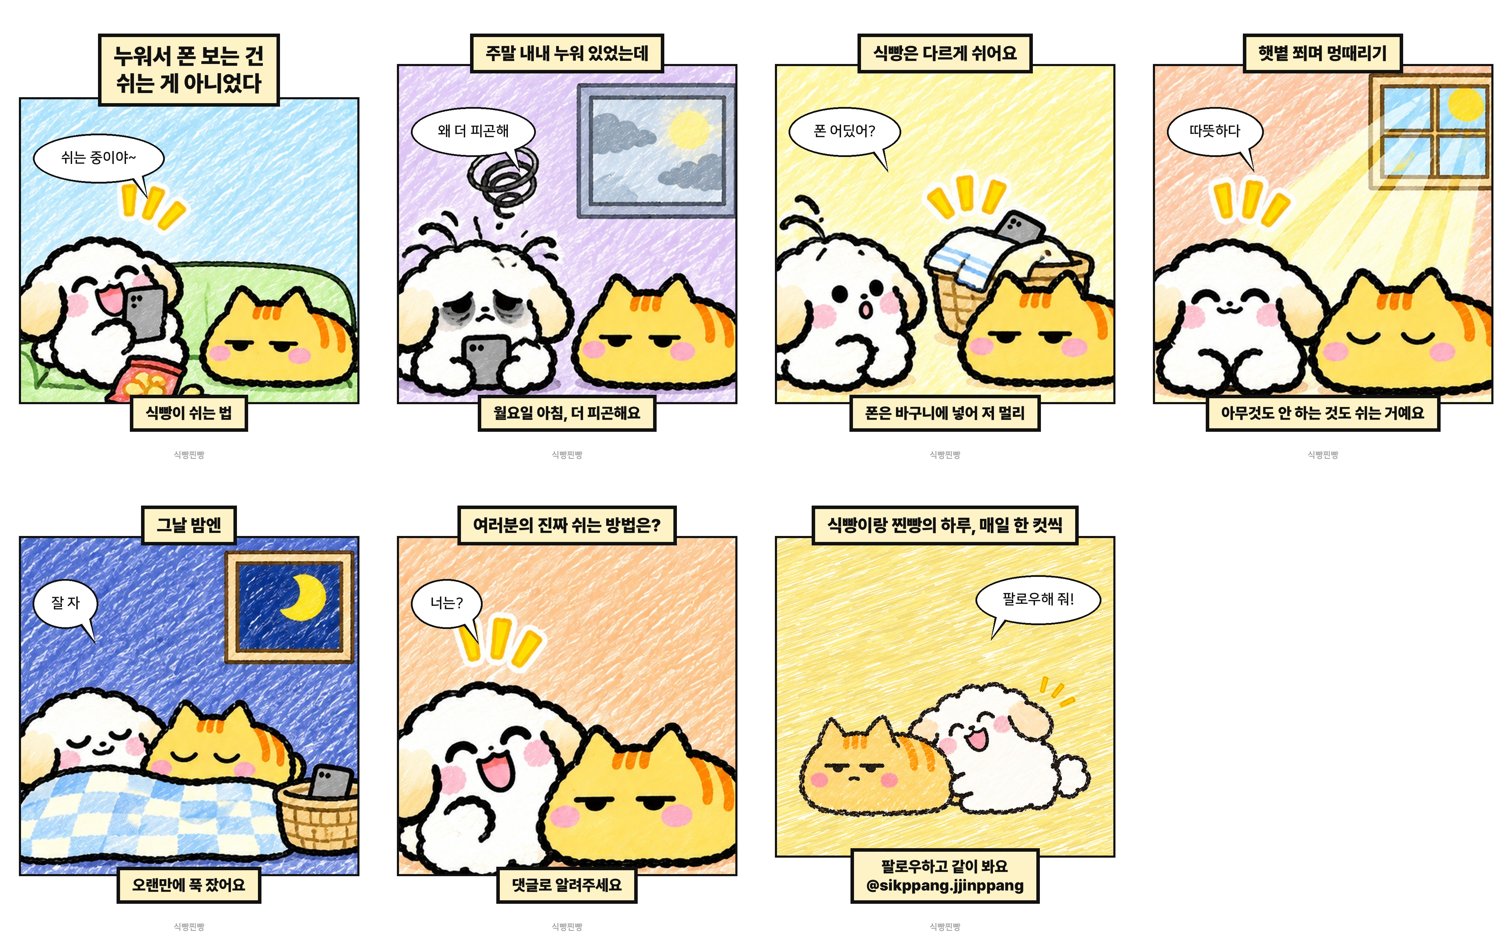 누워서 폰 보는 건
쉬는 게 아니었다
쉬는 중이야~
식빵이 쉬는 법
식빵찐빵
주말 내내 누워 있었는데
왜 더 피곤해
월요일 아침, 더 피곤해요
식빵찐빵
식빵은 다르게 쉬어요
폰 어딨어?
폰은 바구니에 넣어 저 멀리
식빵찐빵
햇볕 쬐며 멍때리기
따뜻하다
아무것도 안 하는 것도 쉬는 거예요
식빵찐빵
그날 밤엔
잘 자
오랜만에 푹 잤어요
식빵찐빵
여러분의 진짜 쉬는 방법은?
너는?
댓글로 알려주세요
식빵찐빵
식빵이랑 찐빵의 하루, 매일 한 컷씩
팔로우해 줘!
팔로우하고 같이 봐요
@sikppang.jjinppang